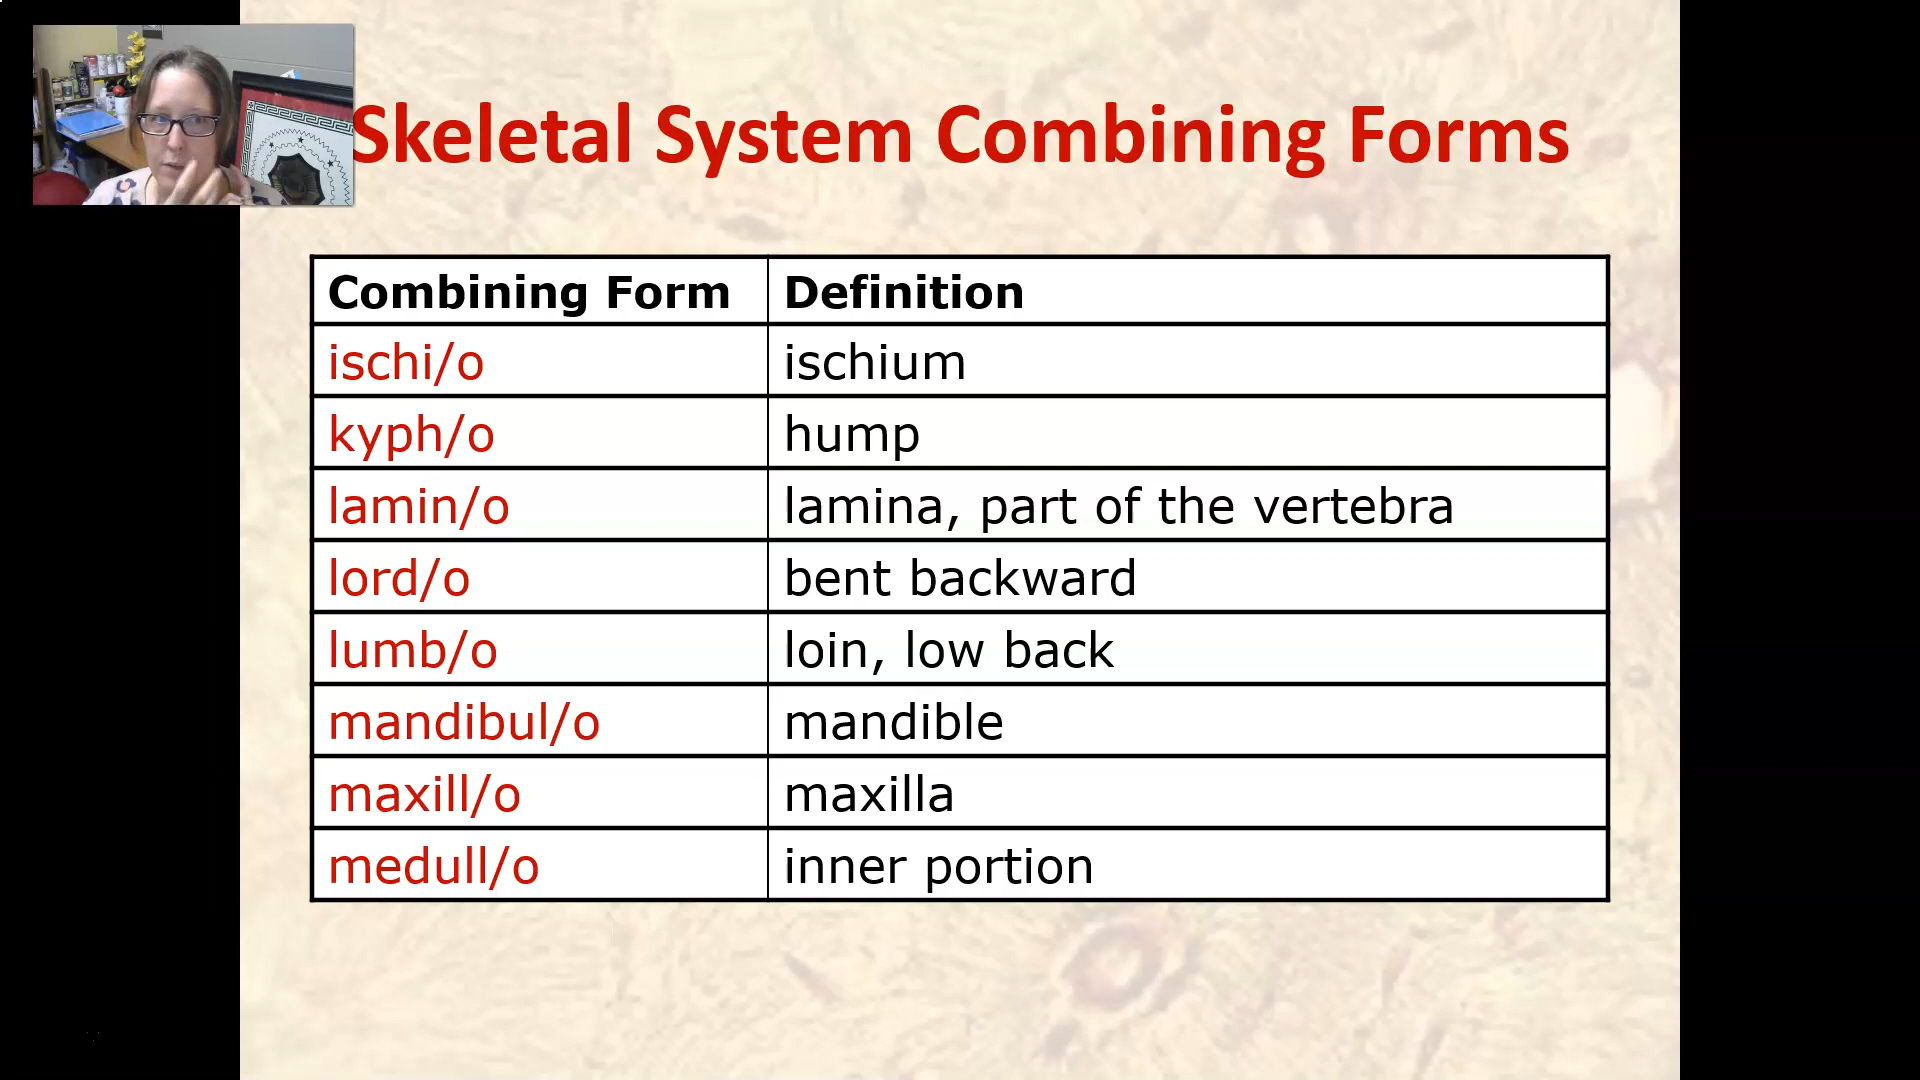 Skeletal System Combining Forms
Combining Form Definition
ischi/o ischium
kyph/o hump
lamin/o lamina, part of the vertebra
lord/o bent backward
lumb/o loin, low back
mandibul/o mandible
maxill/o maxilla
medull/o inner portion